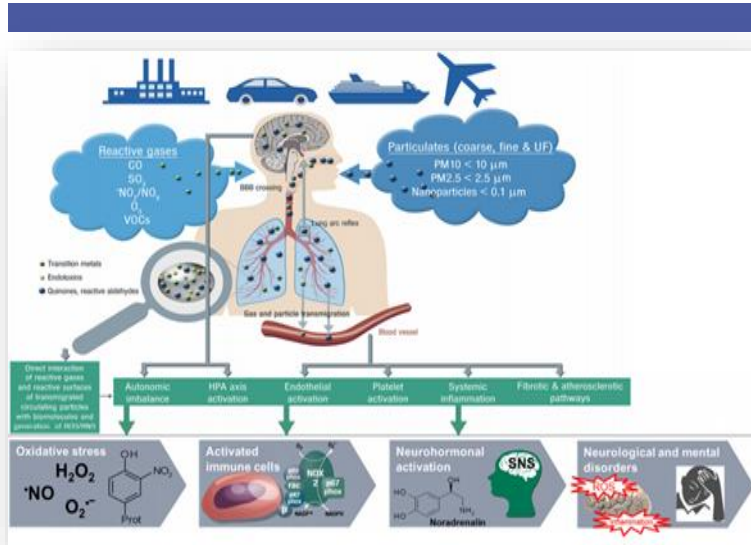 Reactive gases
CO
SO₂
•NO₂/NOₓ
O₃
VOCs
Particulates (coarse, fine & UF)
PM10 < 10 μm
PM2.5 < 2.5 μm
Nanoparticles < 0.1 μm
BBB crossing
Lung arc reflex
Transition metals
Endotoxins
Quinones, reactive aldehydes
Gas and particle transmigration
Blood vessel
Direct interaction
of reactive gases
and reactive surfaces
of transmigrated
circulating particles
with biomolecules and
generation of ROS/RNS
Autonomic
imbalance
HPA axis
activation
Endothelial
activation
Platelet
activation
Systemic
inflammation
Fibrotic & atherosclerotic
pathways
Oxidative stress
H₂O₂
•NO
O₂•−
OH
NO₂
Prot
Activated
immune cells
NOX
2
p67
phos
P
Neurohormonal
activation
SNS
HO
HO
OH
NH₂
Noradrenalin
Neurological and mental
disorders
ROS
Inflammation